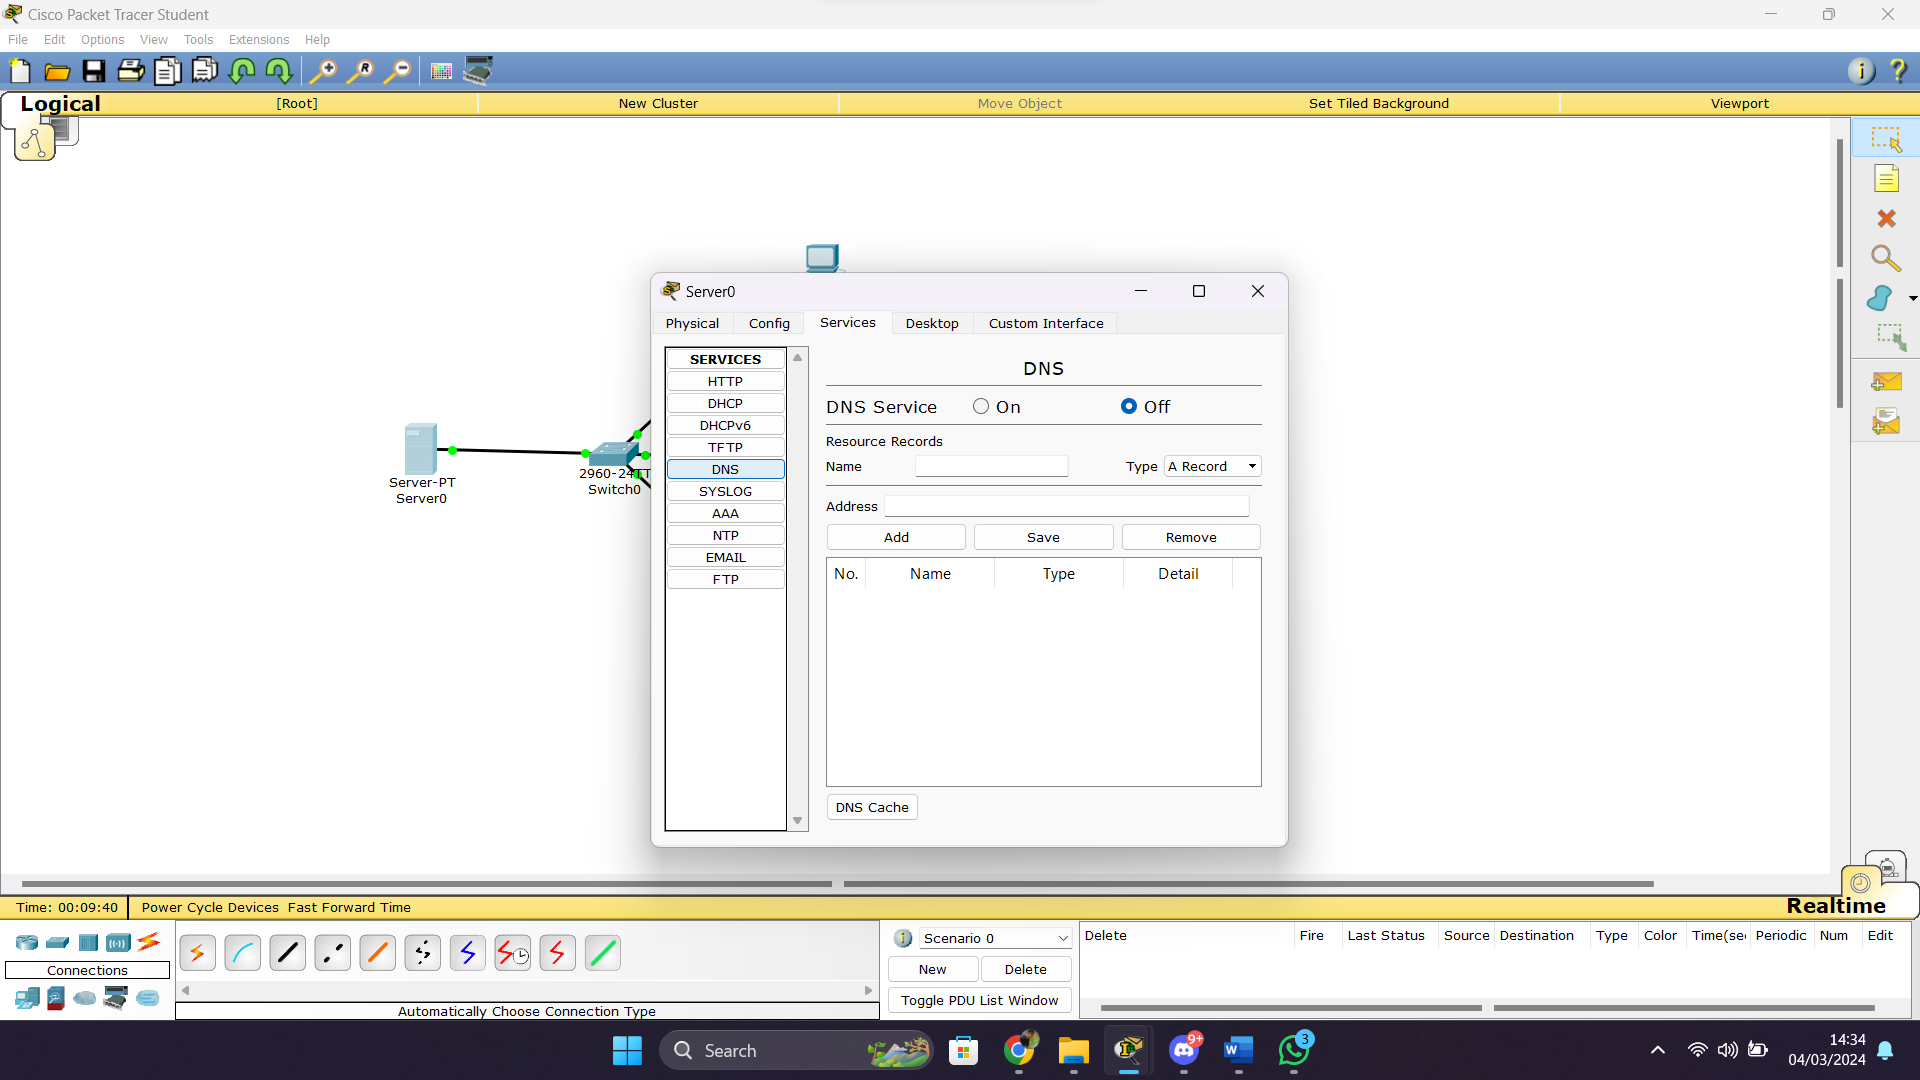 Cisco Packet Tracer Student
File Edit Options View Tools Extensions Help
Logical [Root] New Cluster Move Object Set Tiled Background Viewport
Server0
Physical Config Services Desktop Custom Interface
SERVICES
HTTP
DHCP
DHCPv6
TFTP
DNS
SYSLOG
AAA
NTP
EMAIL
FTP
DNS
DNS Service On Off
Resource Records
Name Type A Record
Address
Add Save Remove
No. Name Type Detail
DNS Cache
Server-PT
Server0
2960-24TT
Switch0
Time: 00:09:40 Power Cycle Devices Fast Forward Time
Realtime
Connections
Automatically Choose Connection Type
Scenario 0
New Delete
Toggle PDU List Window
Delete Fire Last Status Source Destination Type Color Time(se Periodic Num Edit
Search
9+
3
14:34
04/03/2024